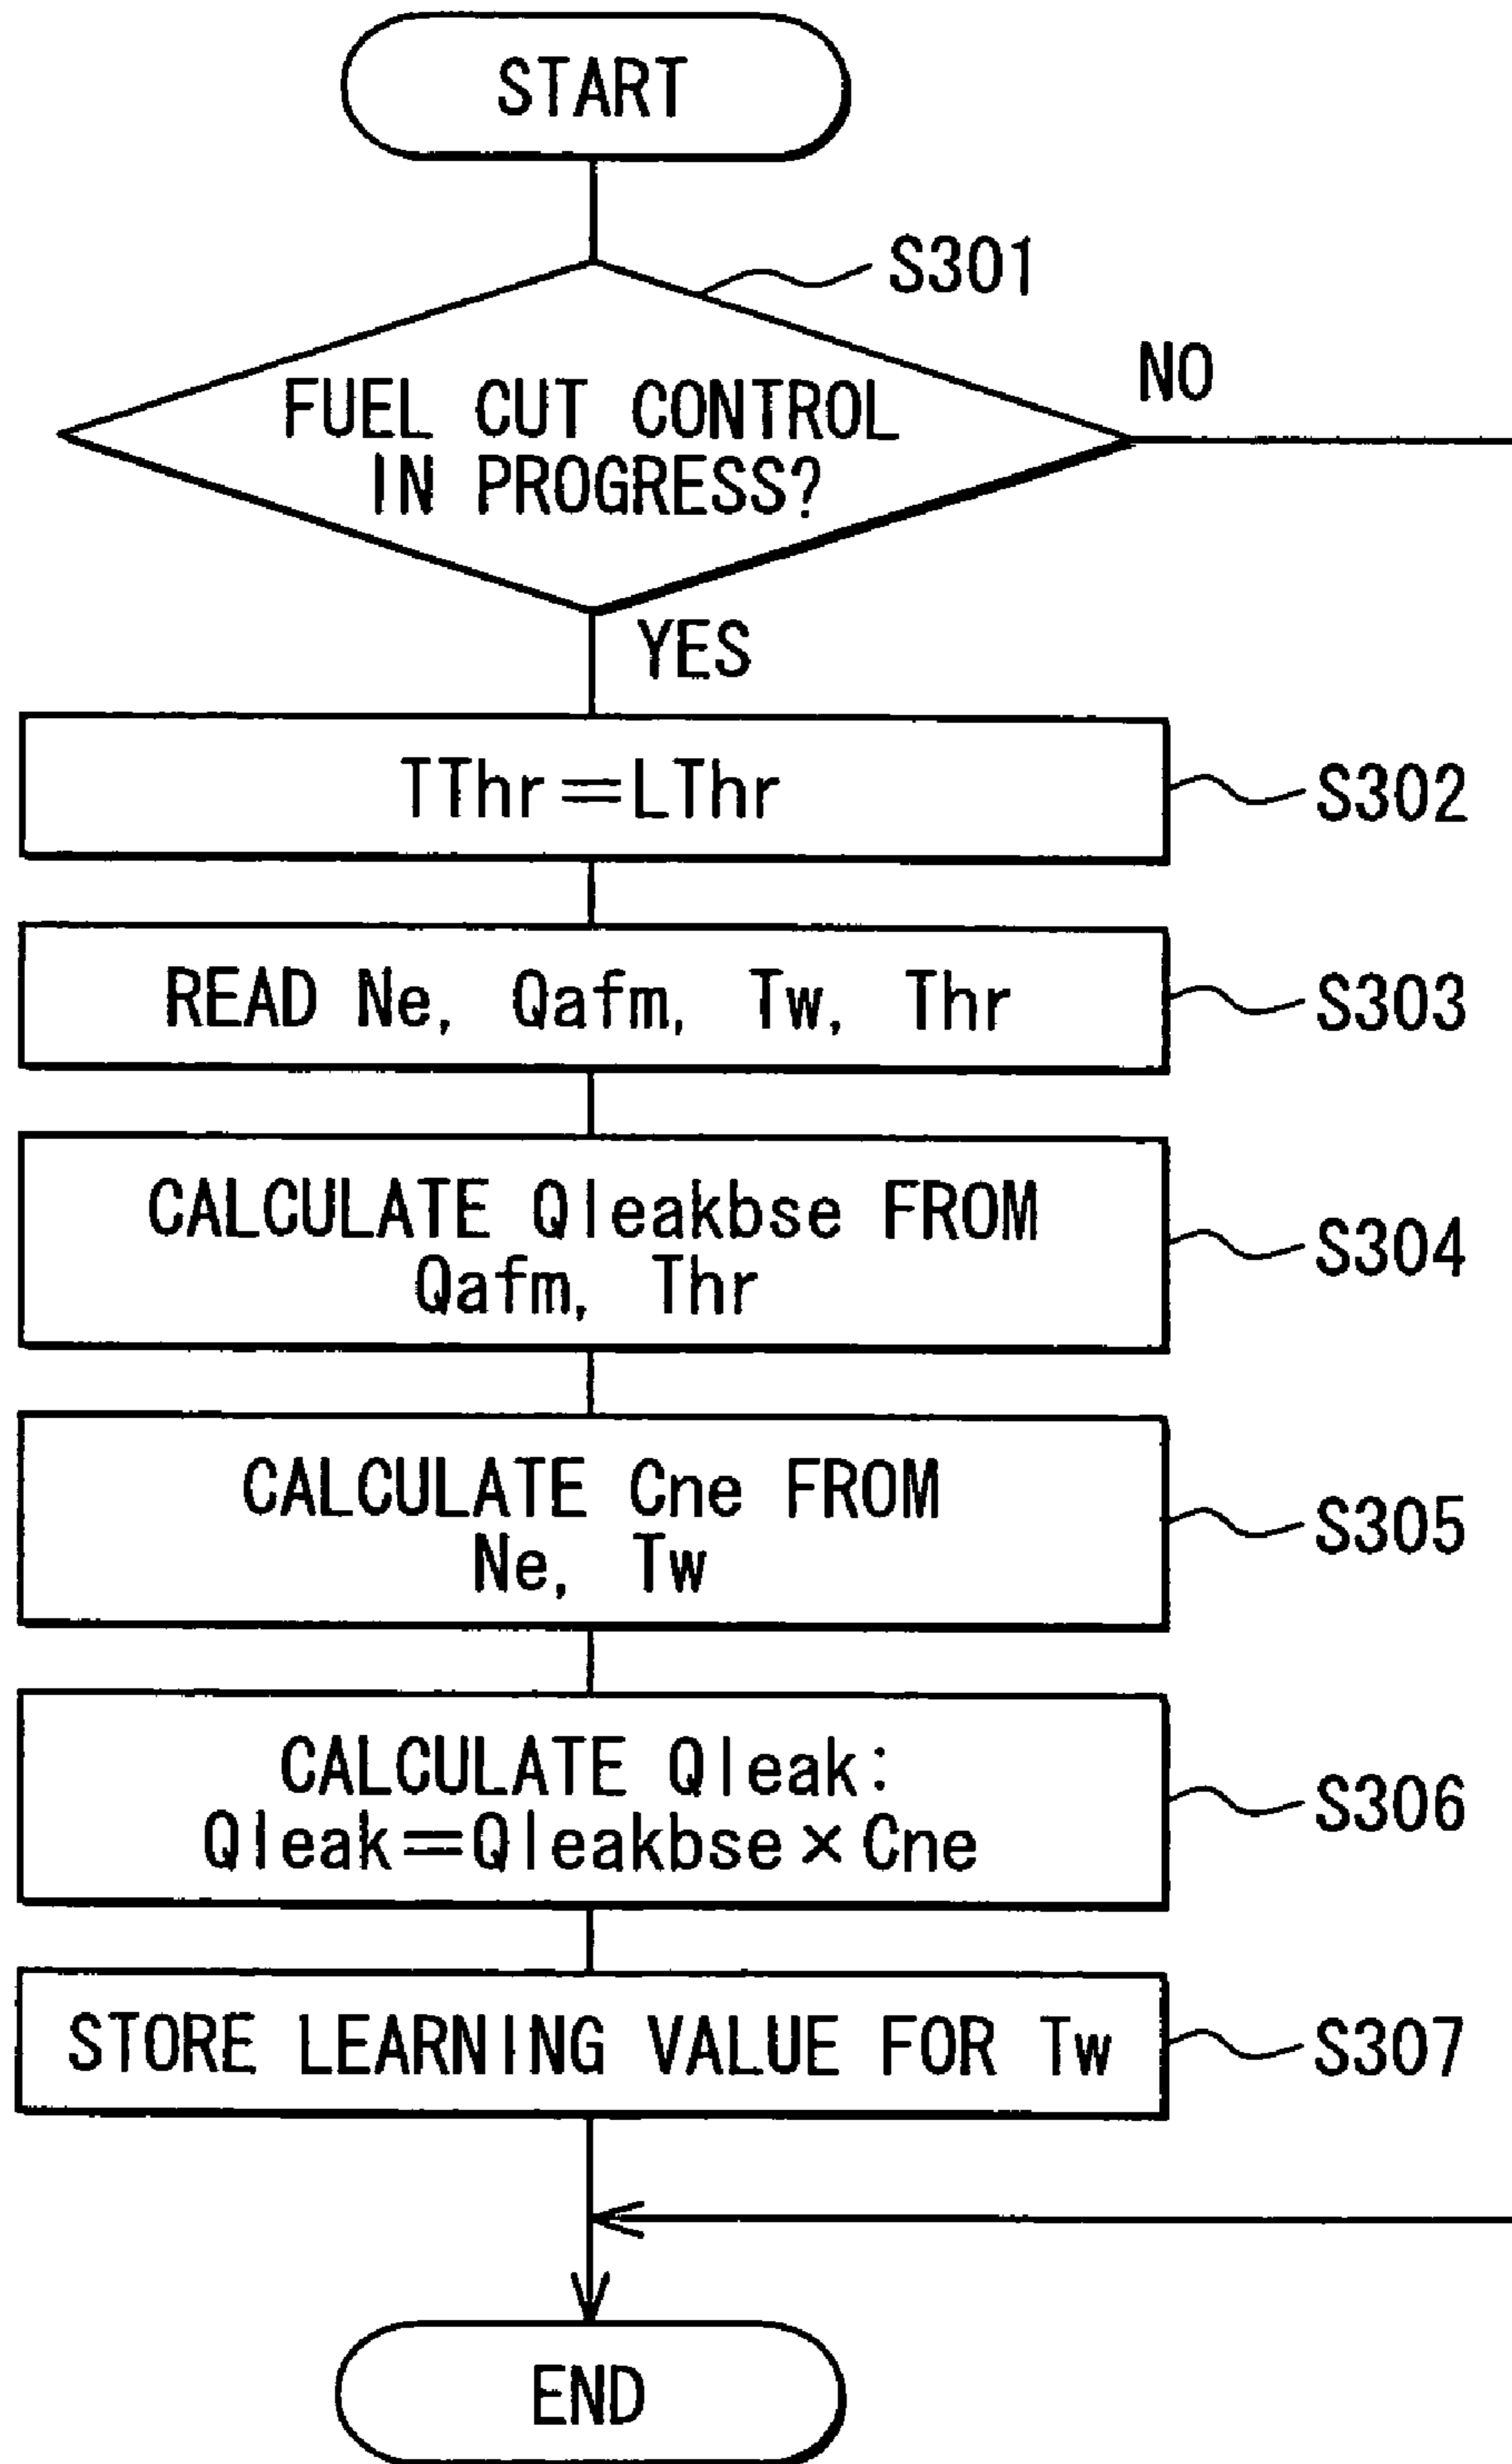 START
S301
FUEL CUT CONTROL
IN PROGRESS?
NO
YES
TThr=LThr
S302
READ Ne, Qafm, Tw, Thr
S303
CALCULATE Qleakbse FROM
Qafm, Thr
S304
CALCULATE Cne FROM
Ne, Tw
S305
CALCULATE Qleak:
Qleak=Qleakbse×Cne
S306
STORE LEARNING VALUE FOR Tw
S307
END